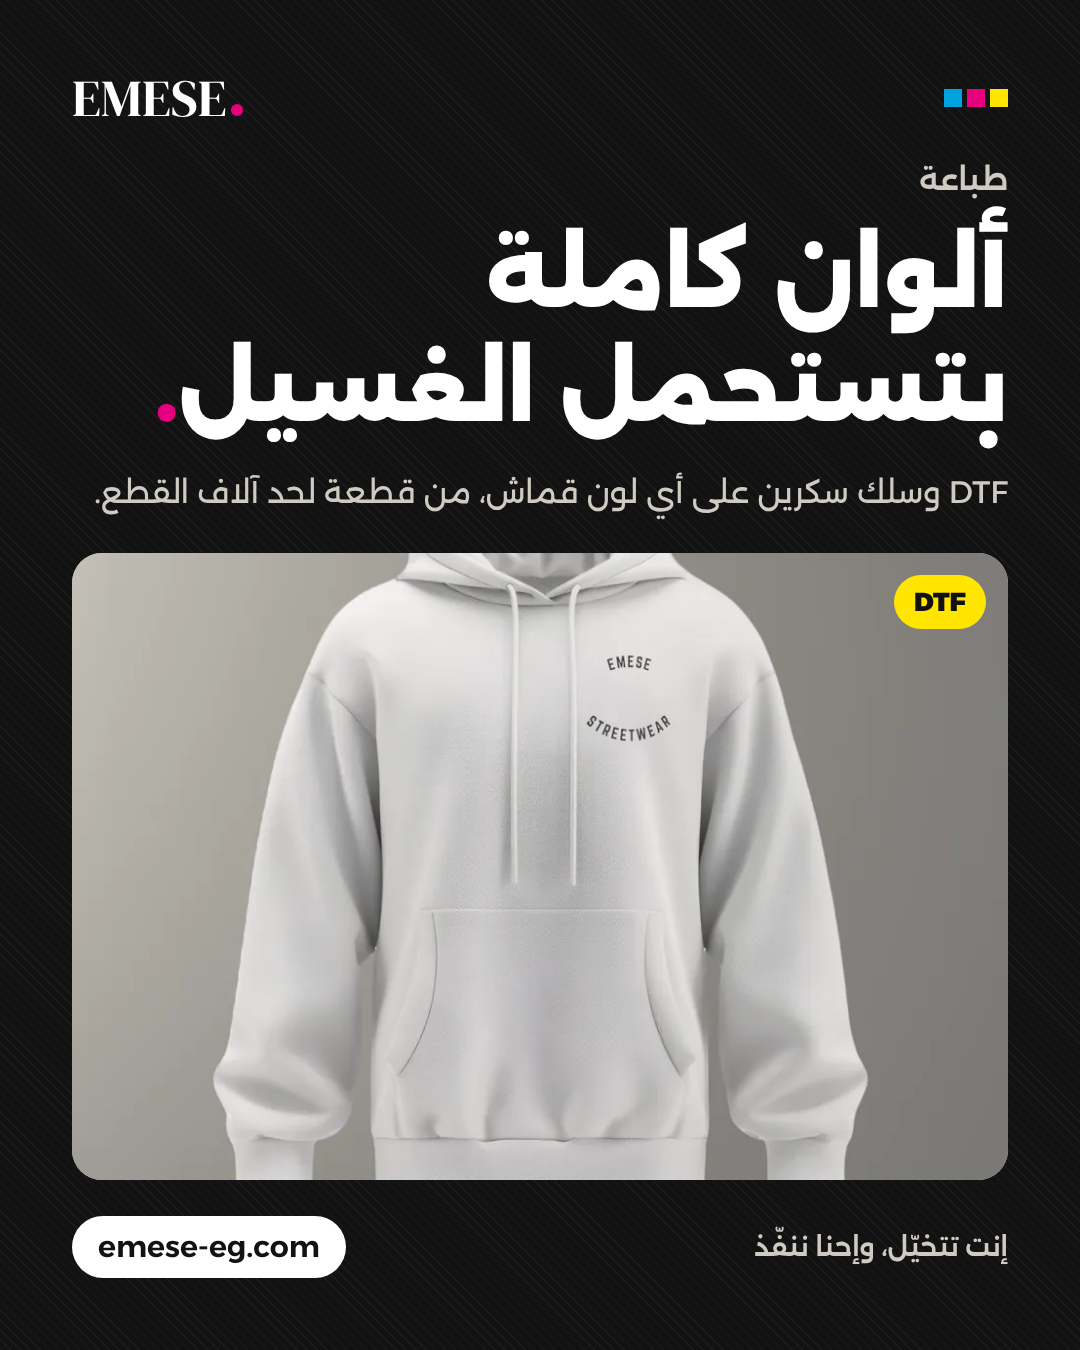 EMESE.
طباعة
ألوان كاملة
بتستحمل الغسيل.
DTF وسلك سكرين على أي لون قماش، من قطعة لحد آلاف القطع.
DTF
EMESE
STREETWEAR
إنت تتخيّل، وإحنا ننفّذ
emese-eg.com